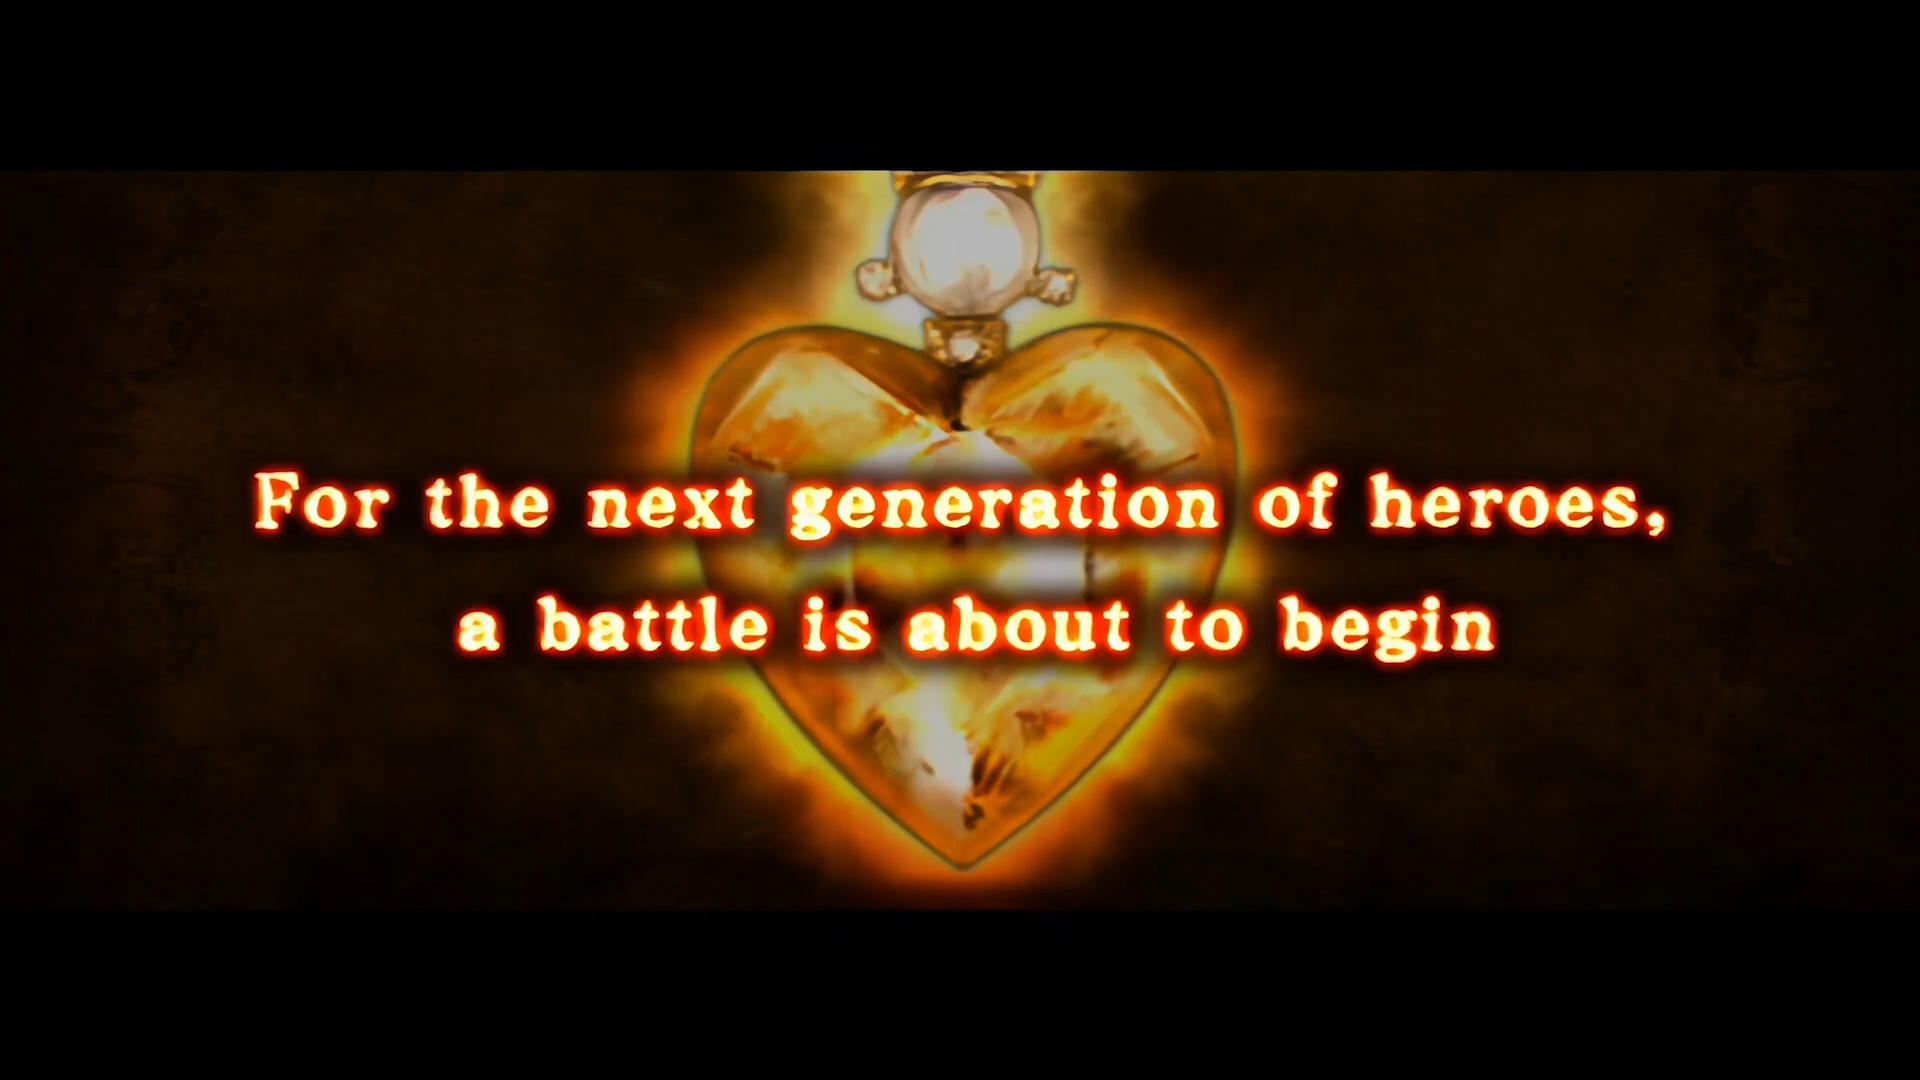 For the next generation of heroes,
a battle is about to begin